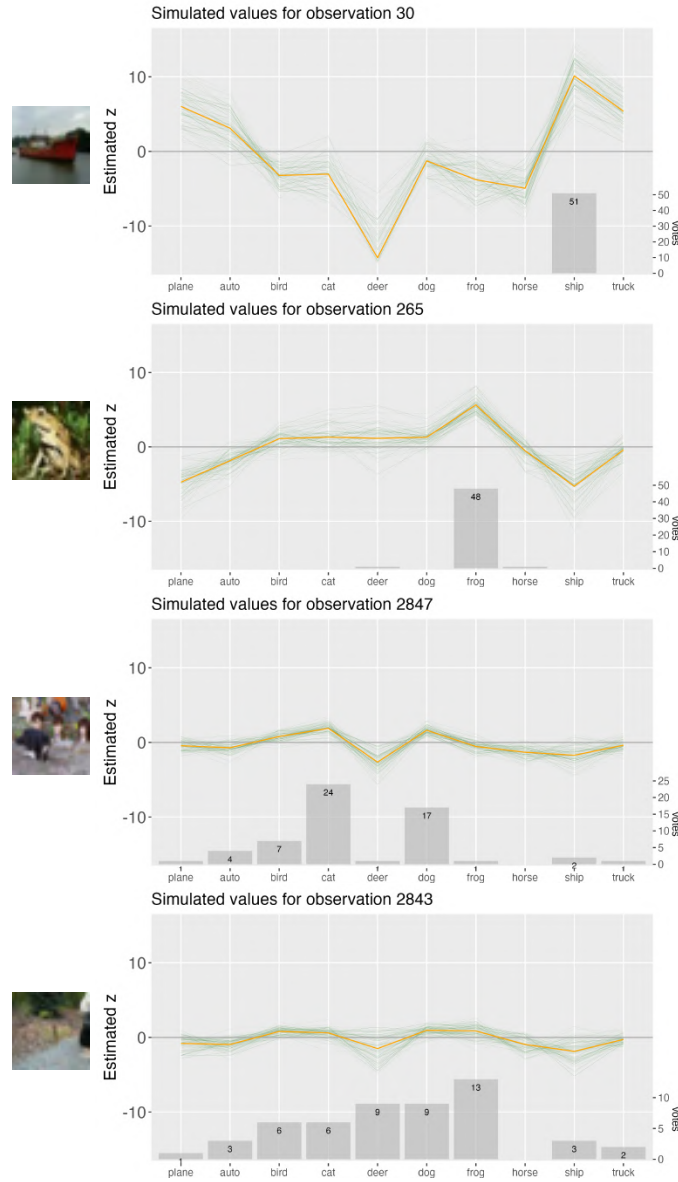 Simulated values for observation 30
Estimated z
10
0
-10
51
50
40
30
20
10
0
votes
plane auto bird cat deer dog frog horse ship truck
Simulated values for observation 265
Estimated z
10
0
-10
48
50
40
30
20
10
0
votes
plane auto bird cat deer dog frog horse ship truck
Simulated values for observation 2847
Estimated z
10
0
-10
4 7 24 17 2
25
20
15
10
5
0
votes
plane auto bird cat deer dog frog horse ship truck
Simulated values for observation 2843
Estimated z
10
0
-10
1 3 6 6 9 9 13 3 2
10
5
0
votes
plane auto bird cat deer dog frog horse ship truck